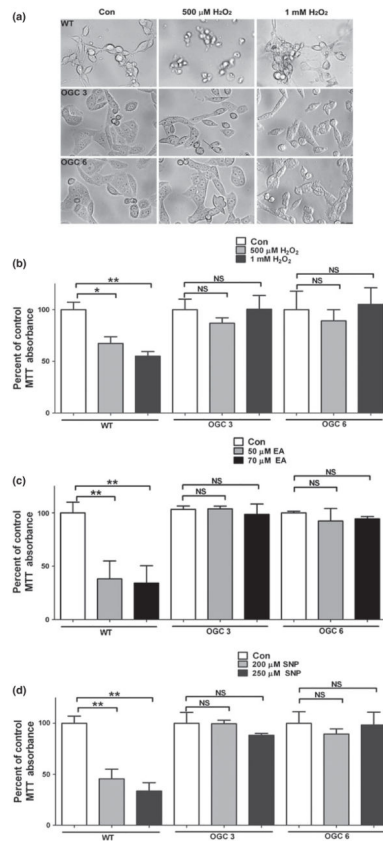 (a)
Con 500 µM H₂O₂ 1 mM H₂O₂
WT
OGC 3
OGC 6
Con
500 µM H₂O₂
1 mM H₂O₂
(b)
Percent of control
MTT absorbance
100
50
0
*
**
NS
NS
NS
NS
WT OGC 3 OGC 6
Con
50 µM EA
70 µM EA
(c)
Percent of control
MTT absorbance
100
50
0
**
**
NS
NS
NS
NS
WT OGC 3 OGC 6
Con
200 µM SNP
250 µM SNP
(d)
Percent of control
MTT absorbance
100
50
0
**
**
NS
NS
NS
NS
WT OGC 3 OGC 6